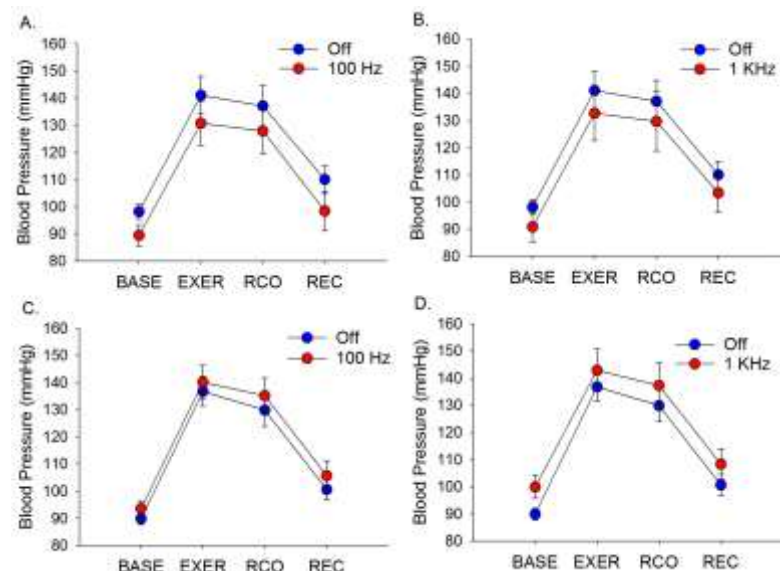 A.
Blood Pressure (mmHg)
160
150
140
130
120
110
100
90
80
Off
100 Hz
BASE EXER RCO REC
B.
Blood Pressure (mmHg)
160
150
140
130
120
110
100
90
80
Off
1 KHz
BASE EXER RCO REC
C.
Blood Pressure (mmHg)
160
150
140
130
120
110
100
90
80
Off
100 Hz
BASE EXER RCO REC
D.
Blood Pressure (mmHg)
160
150
140
130
120
110
100
90
80
Off
1 KHz
BASE EXER RCO REC